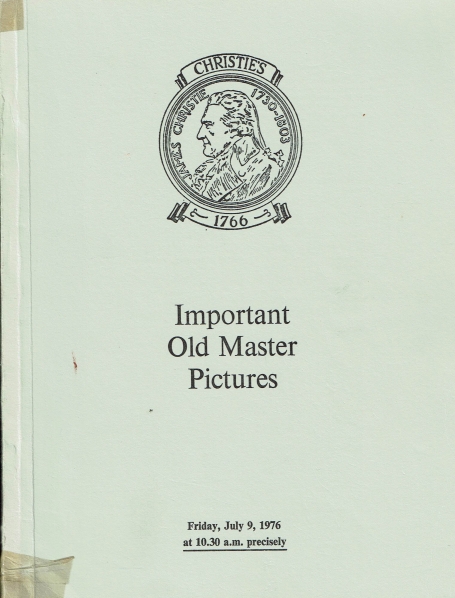 CHRISTIE'S
JAMES CHRISTIE 1730-1803
1766
Important
Old Master
Pictures
Friday, July 9, 1976
at 10.30 a.m. precisely